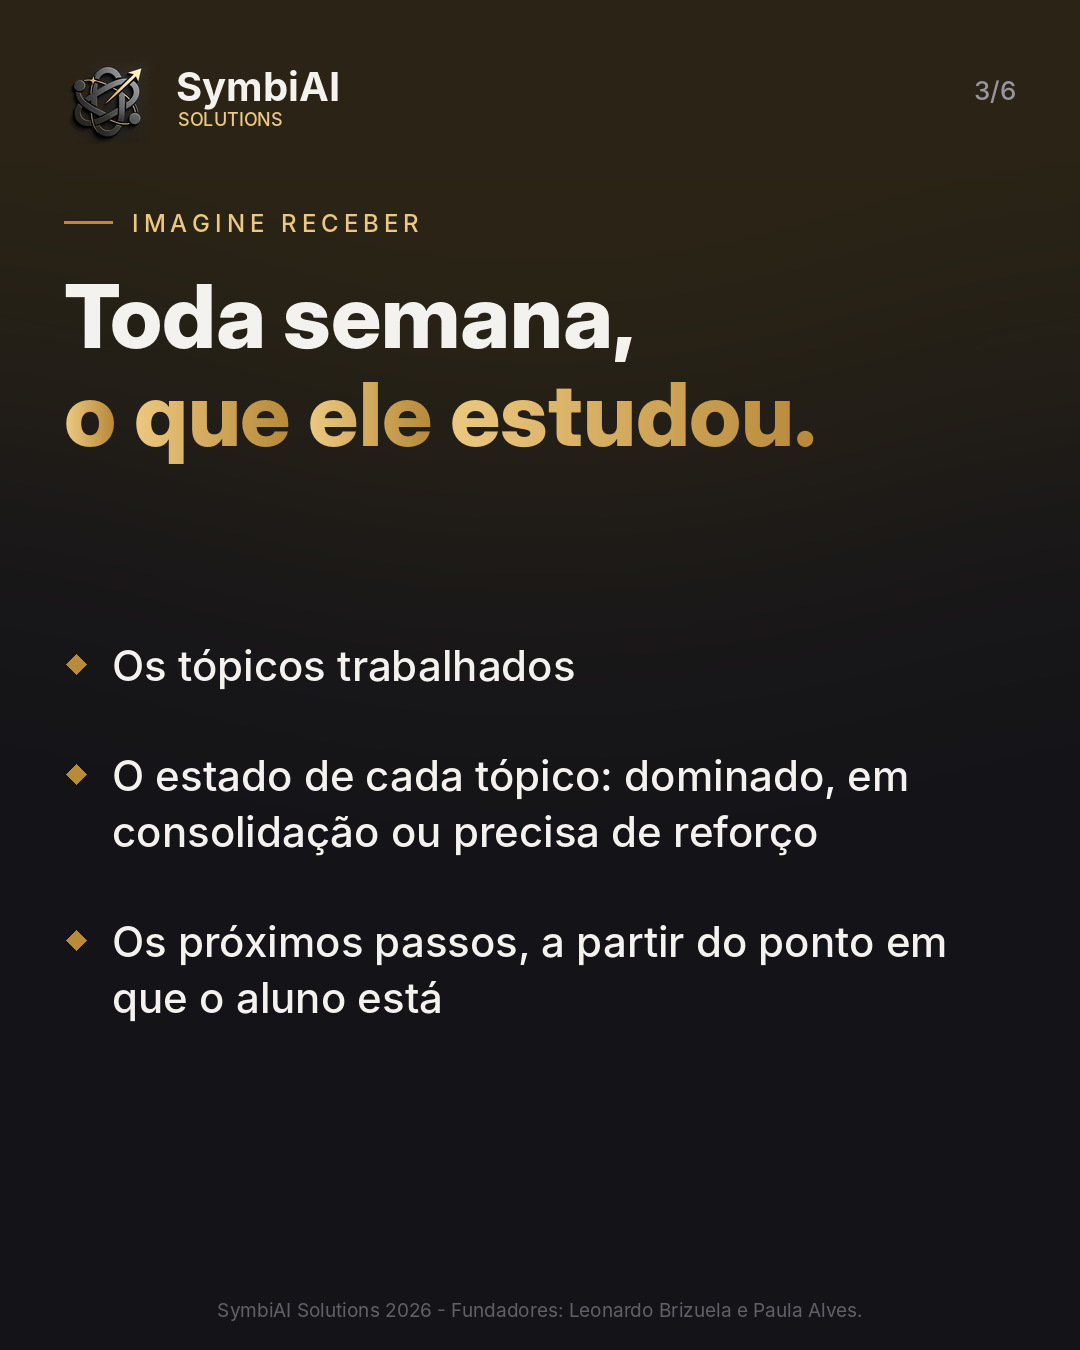 SymbiAI
SOLUTIONS
3/6
IMAGINE RECEBER
Toda semana,
o que ele estudou.
Os tópicos trabalhados
O estado de cada tópico: dominado, em
consolidação ou precisa de reforço
Os próximos passos, a partir do ponto em
que o aluno está
SymbiAI Solutions 2026 - Fundadores: Leonardo Brizuela e Paula Alves.